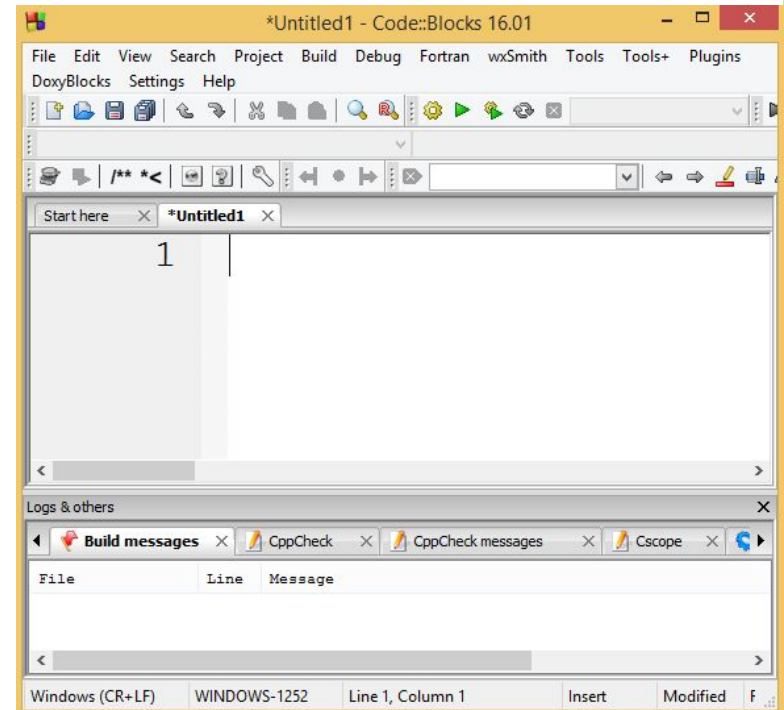 *Untitled1 - Code::Blocks 16.01
File Edit View Search Project Build Debug Fortran wxSmith Tools Tools+ Plugins
DoxyBlocks Settings Help
/** *<
Start here *Untitled1
1
Logs & others
Build messages CppCheck CppCheck messages Cscope
File Line Message
Windows (CR+LF) WINDOWS-1252 Line 1, Column 1 Insert Modified